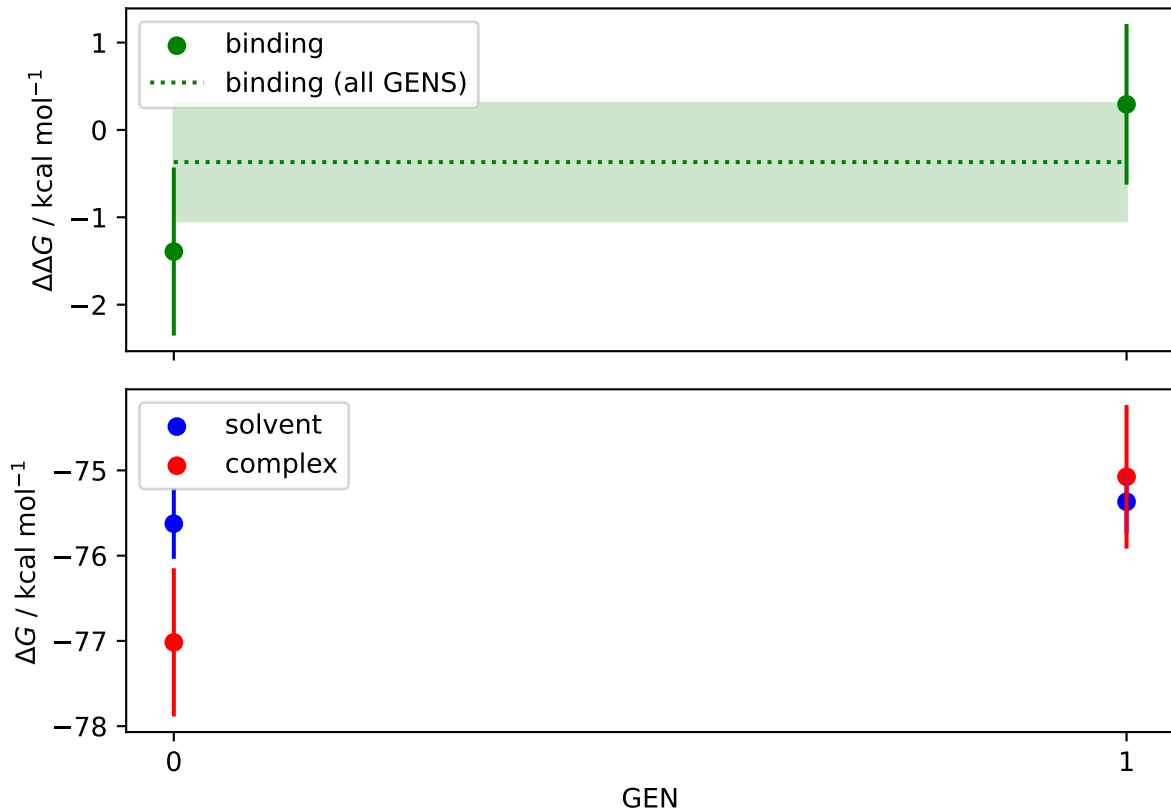 1
0
−1
−2
ΔΔG / kcal mol⁻¹
binding
binding (all GENS)
−75
−76
−77
−78
ΔG / kcal mol⁻¹
solvent
complex
0
1
GEN